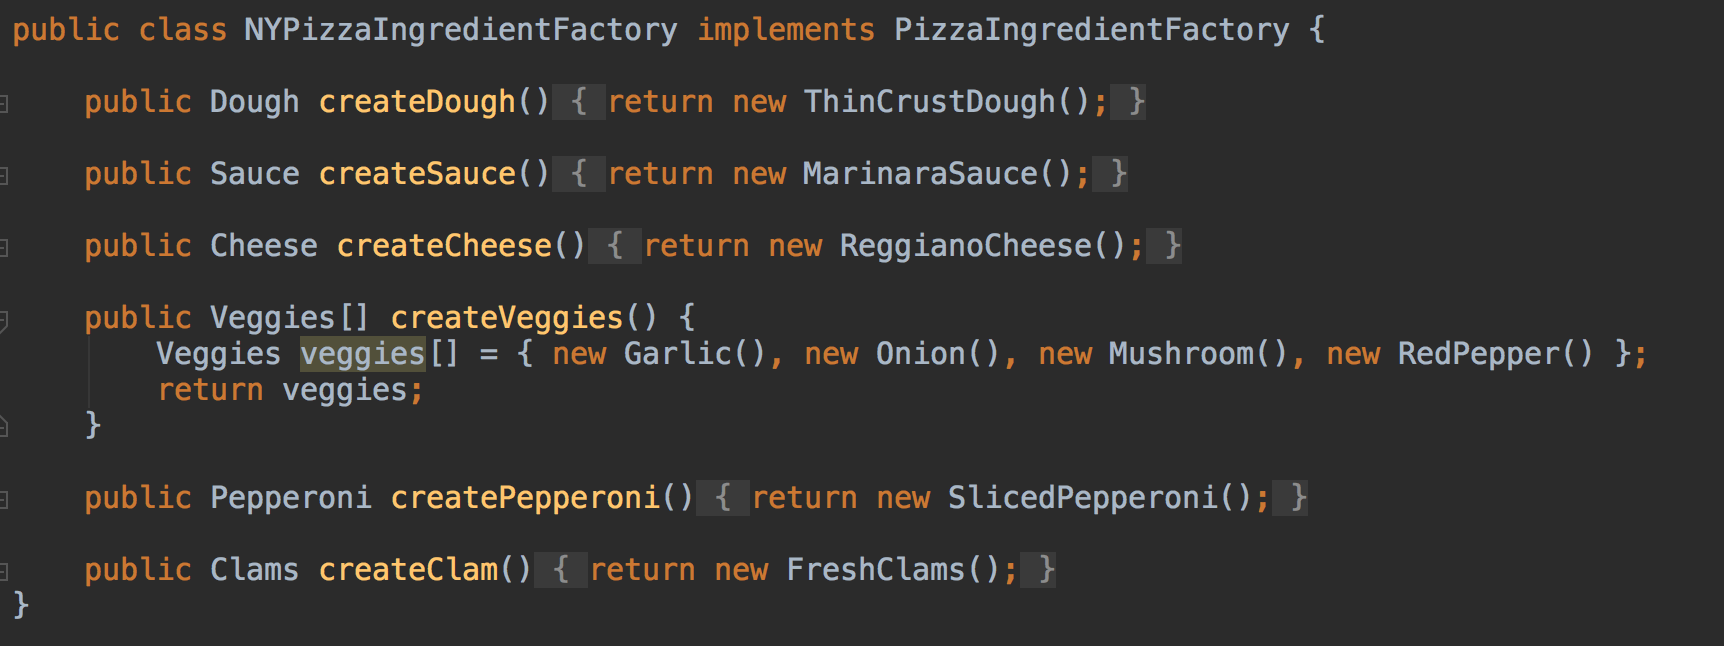 public class NYPizzaIngredientFactory implements PizzaIngredientFactory {
public Dough createDough() { return new ThinCrustDough(); }
public Sauce createSauce() { return new MarinaraSauce(); }
public Cheese createCheese() { return new ReggianoCheese(); }
public Veggies[] createVeggies() {
Veggies veggies[] = { new Garlic(), new Onion(), new Mushroom(), new RedPepper() };
return veggies;
}
public Pepperoni createPepperoni() { return new SlicedPepperoni(); }
public Clams createClam() { return new FreshClams(); }
}